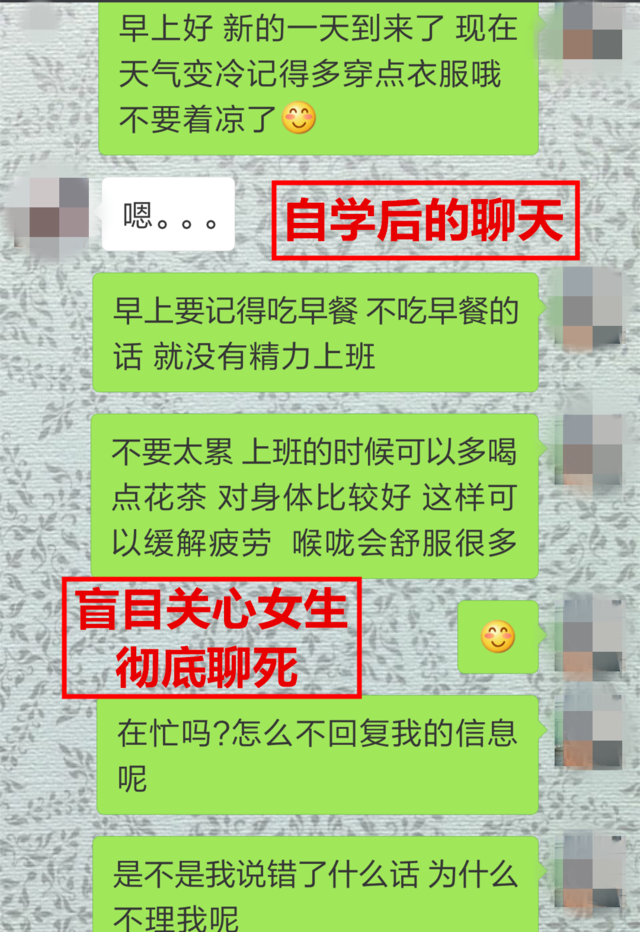 早上好 新的一天到来了 现在
天气变冷记得多穿点衣服哦
不要着凉了😊
嗯。。。
自学后的聊天
早上要记得吃早餐 不吃早餐的
话 就没有精力上班
不要太累 上班的时候可以多喝
点花茶 对身体比较好 这样可
以缓解疲劳  喉咙会舒服很多
盲目关心女生
彻底聊死
😊
在忙吗?怎么不回复我的信息
呢
是不是我说错了什么话 为什么
不理我呢